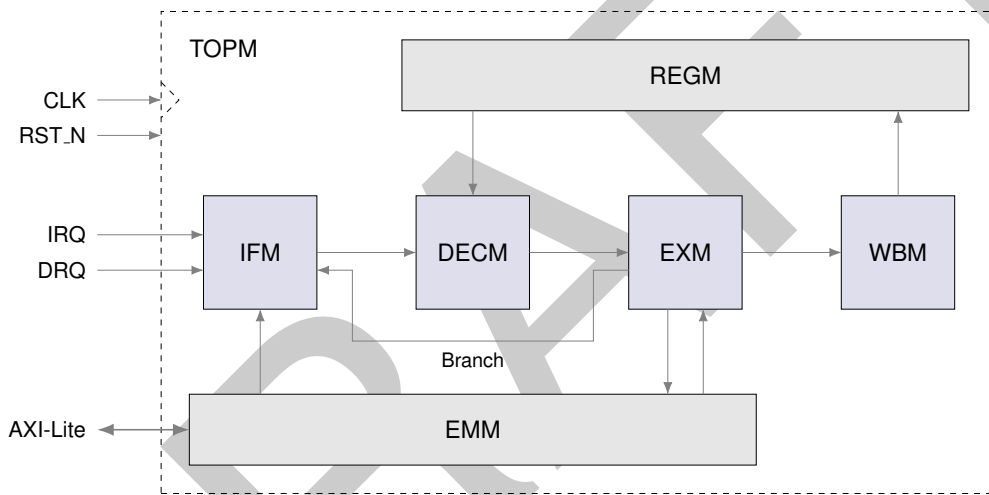 TOPM
REGM
CLK
RST_N
IRQ
DRQ
IFM
DECM
EXM
WBM
Branch
AXI-Lite
EMM